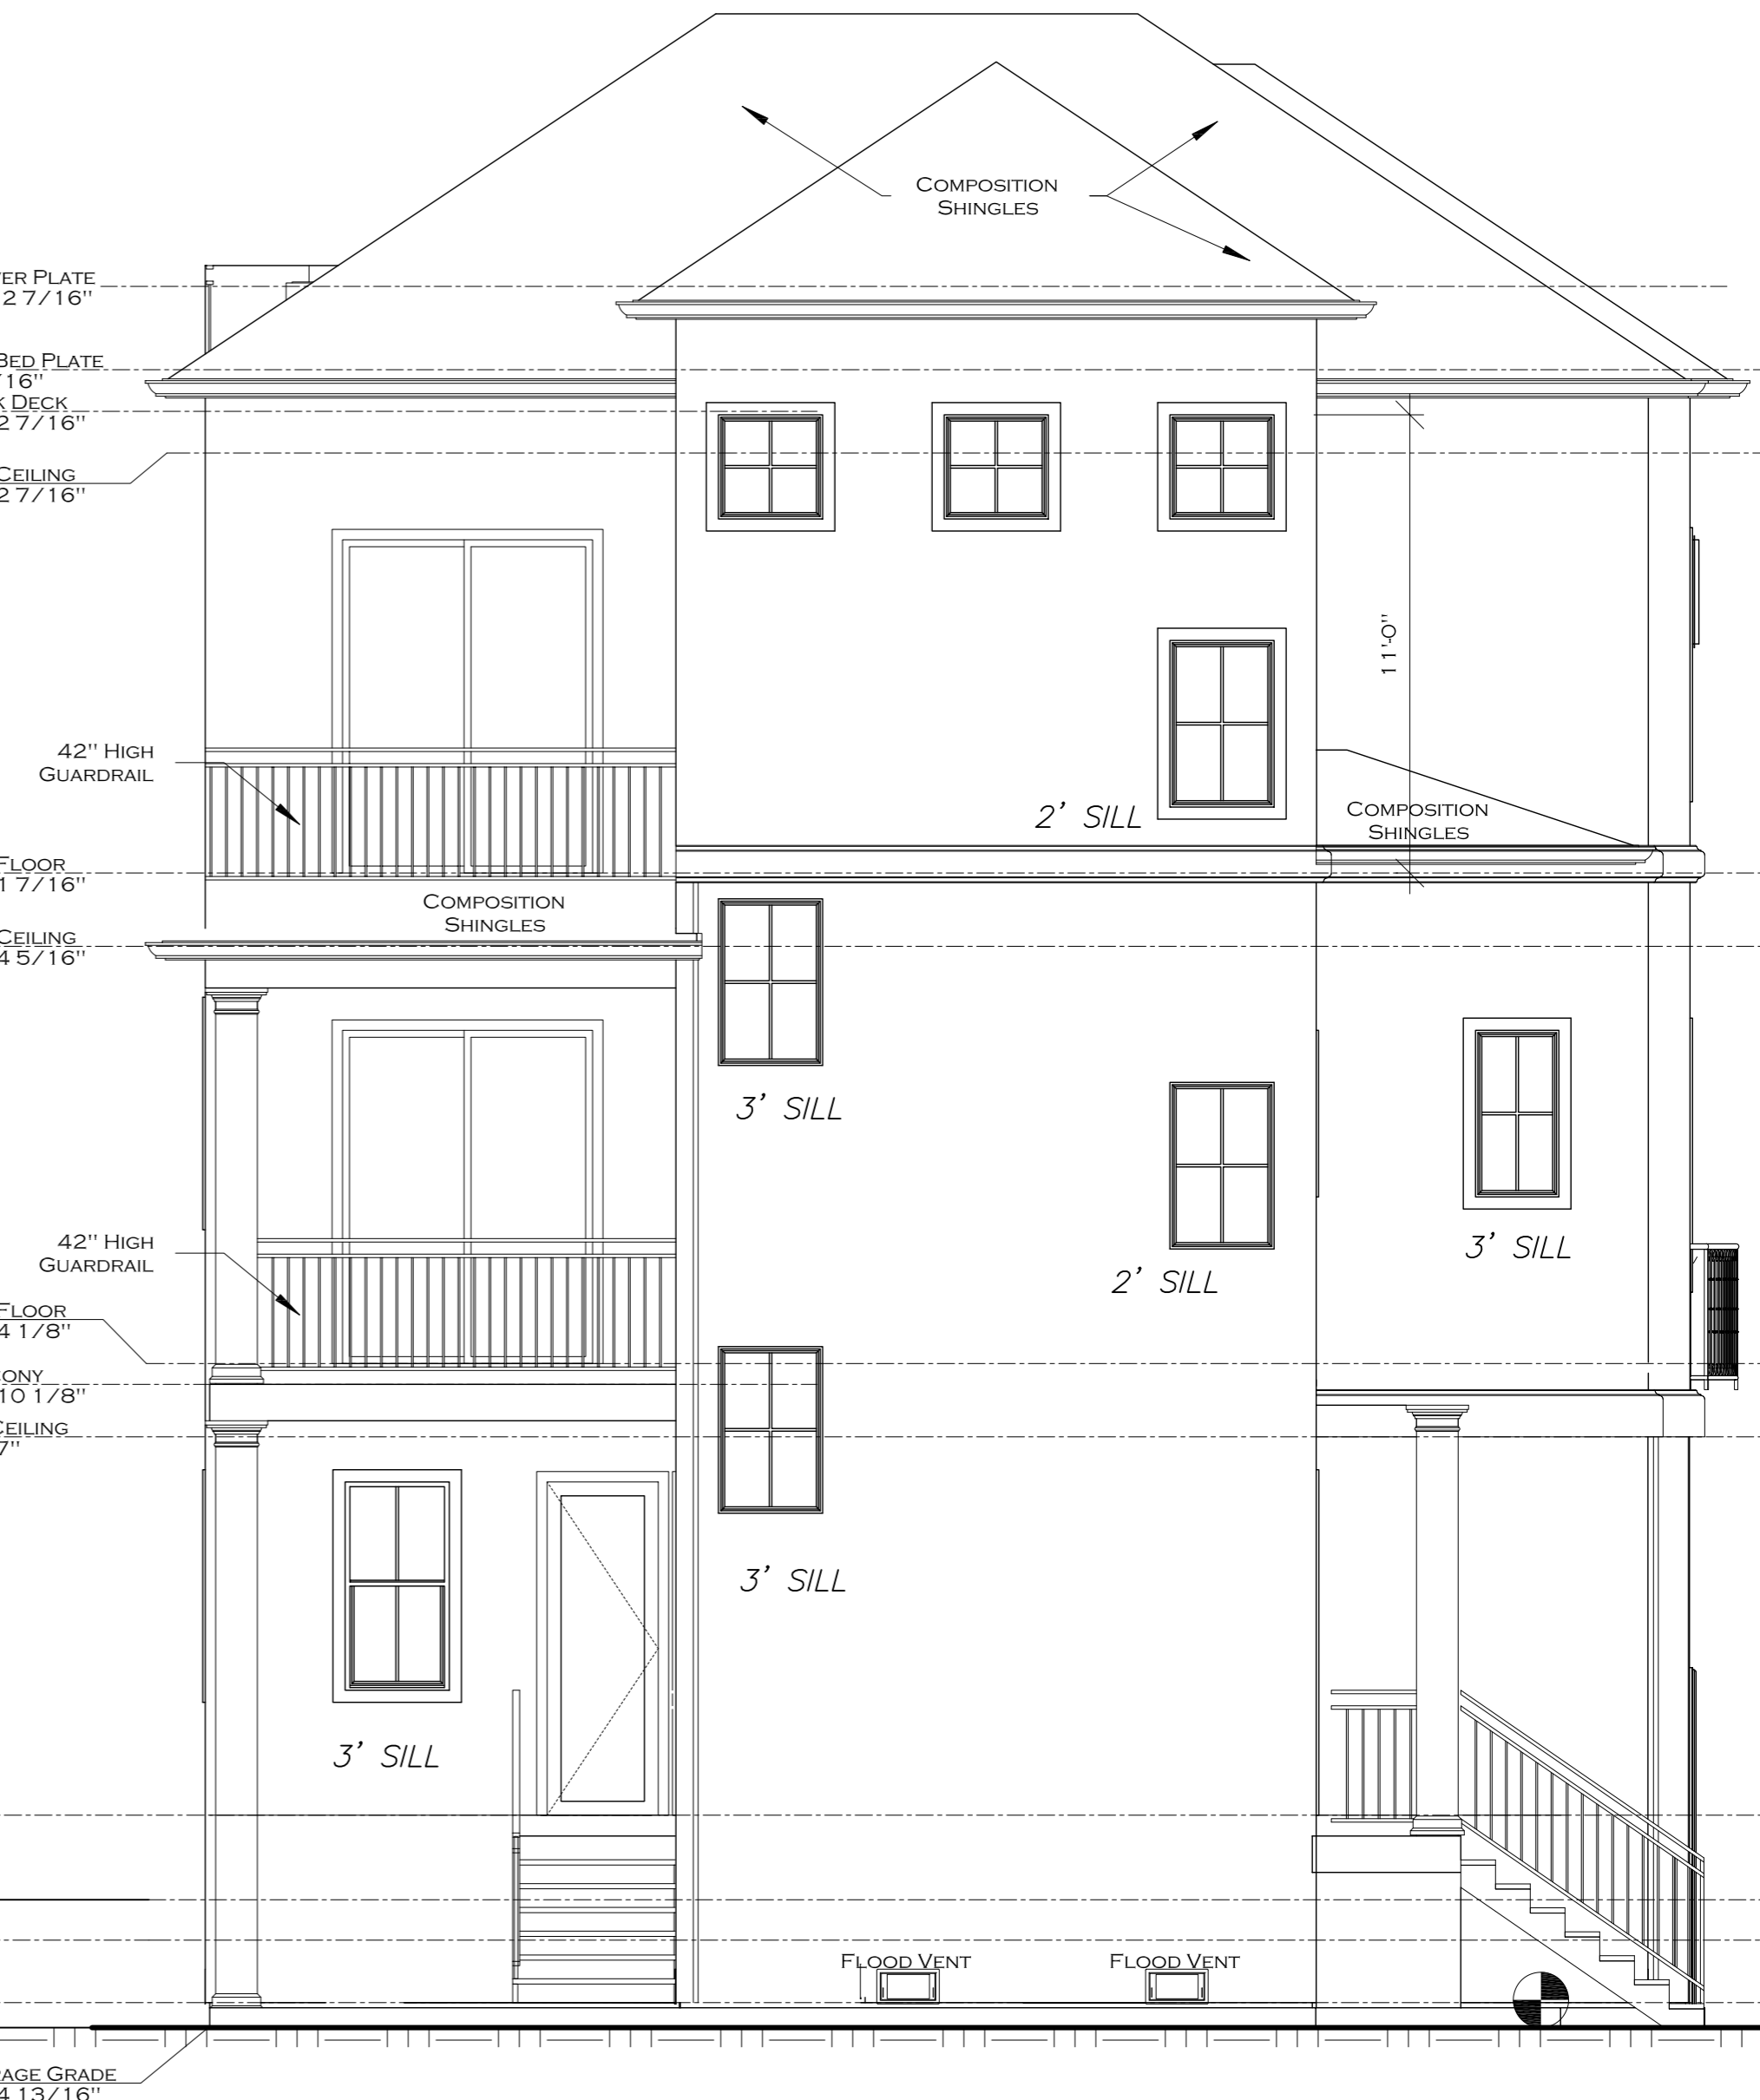 COMPOSITION
SHINGLES
ER PLATE
2 7/16"
BED PLATE
/16"
K DECK
2 7/16"
CEILING
2 7/16"
11'-0"
42" HIGH
GUARDRAIL
2' SILL
COMPOSITION
SHINGLES
FLOOR
1 7/16"
COMPOSITION
SHINGLES
CEILING
4 5/16"
3' SILL
42" HIGH
GUARDRAIL
3' SILL
2' SILL
FLOOR
4 1/8"
CONY
10 1/8"
CEILING
7"
3' SILL
3' SILL
FLOOD VENT
FLOOD VENT
RAGE GRADE
4 13/16"